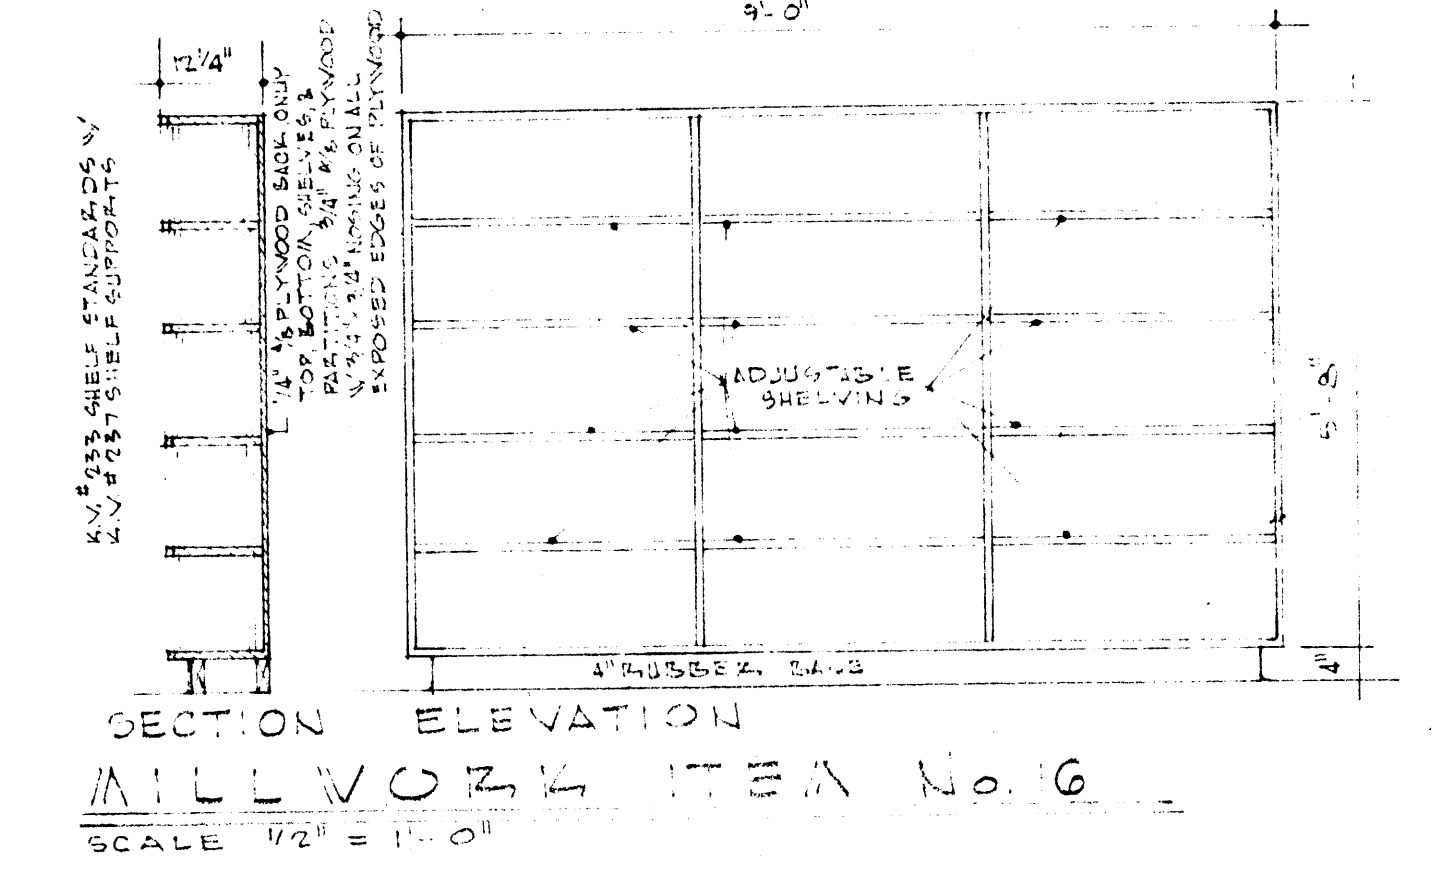 9'-0"
12 1/4"
K.V. #233 SHELF STANDARDS W/
K.V. #237 SHELF SUPPORTS
1/4" A/B PLYWOOD BACK ONLY
TOP, BOTTOM, SHELVES, &
PARTITIONS 3/4" A/B PLYWOOD
W/ 3/4" x 3/4" NOSING ON ALL
EXPOSED EDGES OF PLYWOOD
ADJUSTABLE
SHELVING
5'-8"
4" RUBBER BASE
4"
SECTION ELEVATION
MILLWORK ITEM No. 16
SCALE 1/2" = 1'-0"